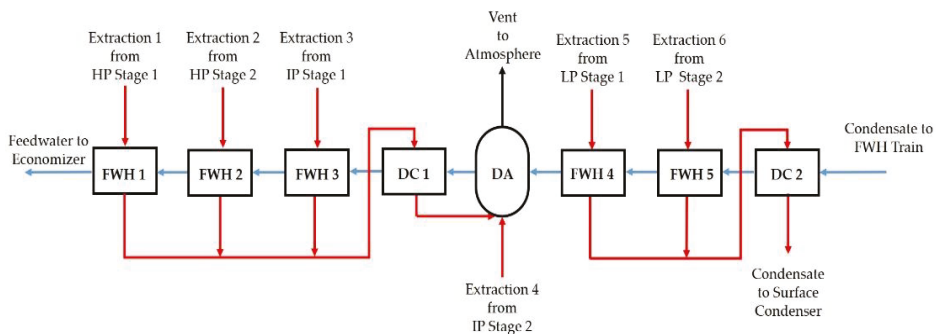 Vent
to
Atmosphere
Extraction 1
from
HP Stage 1
Extraction 2
from
HP Stage 2
Extraction 3
from
IP Stage 1
Extraction 5
from
LP Stage 1
Extraction 6
from
LP Stage 2
Feedwater to
Economizer
Condensate to
FWH Train
FWH 1
FWH 2
FWH 3
DC 1
DA
FWH 4
FWH 5
DC 2
Extraction 4
from
IP Stage 2
Condensate
to Surface
Condenser